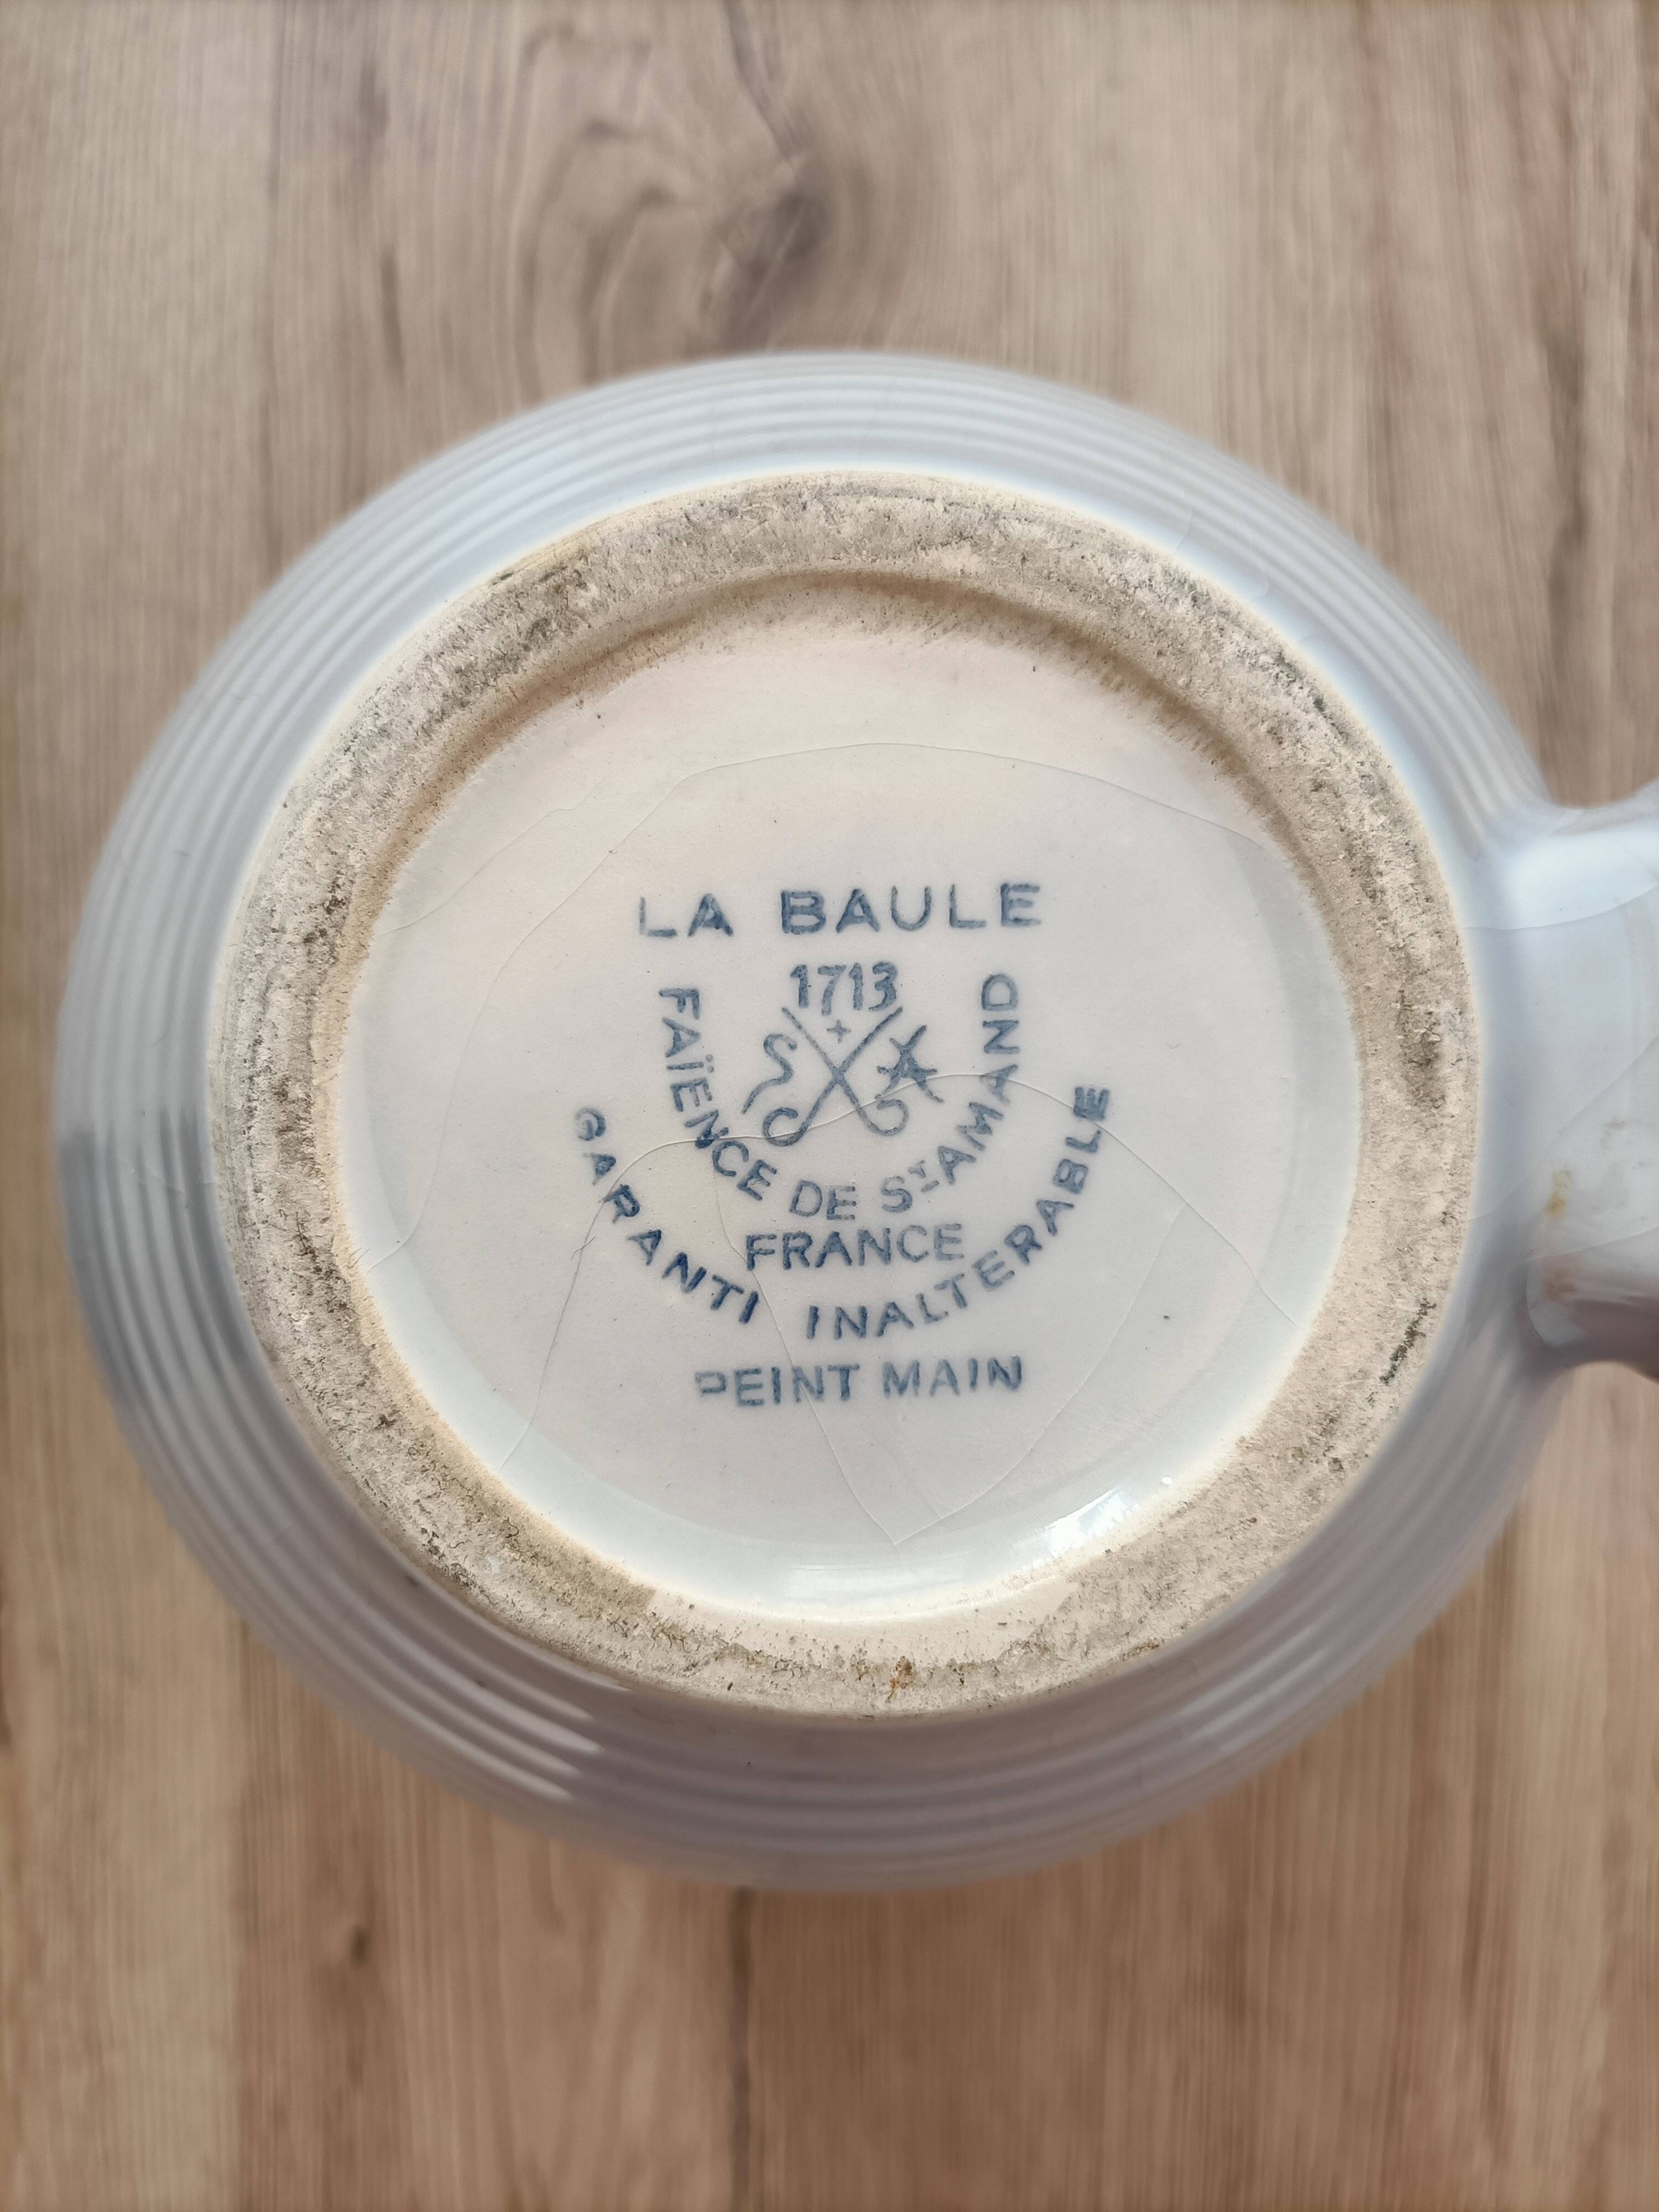 LA BAULE
1713
FAÏENCE DE ST AMAND
FRANCE
GARANTI INALTERABLE
PEINT MAIN